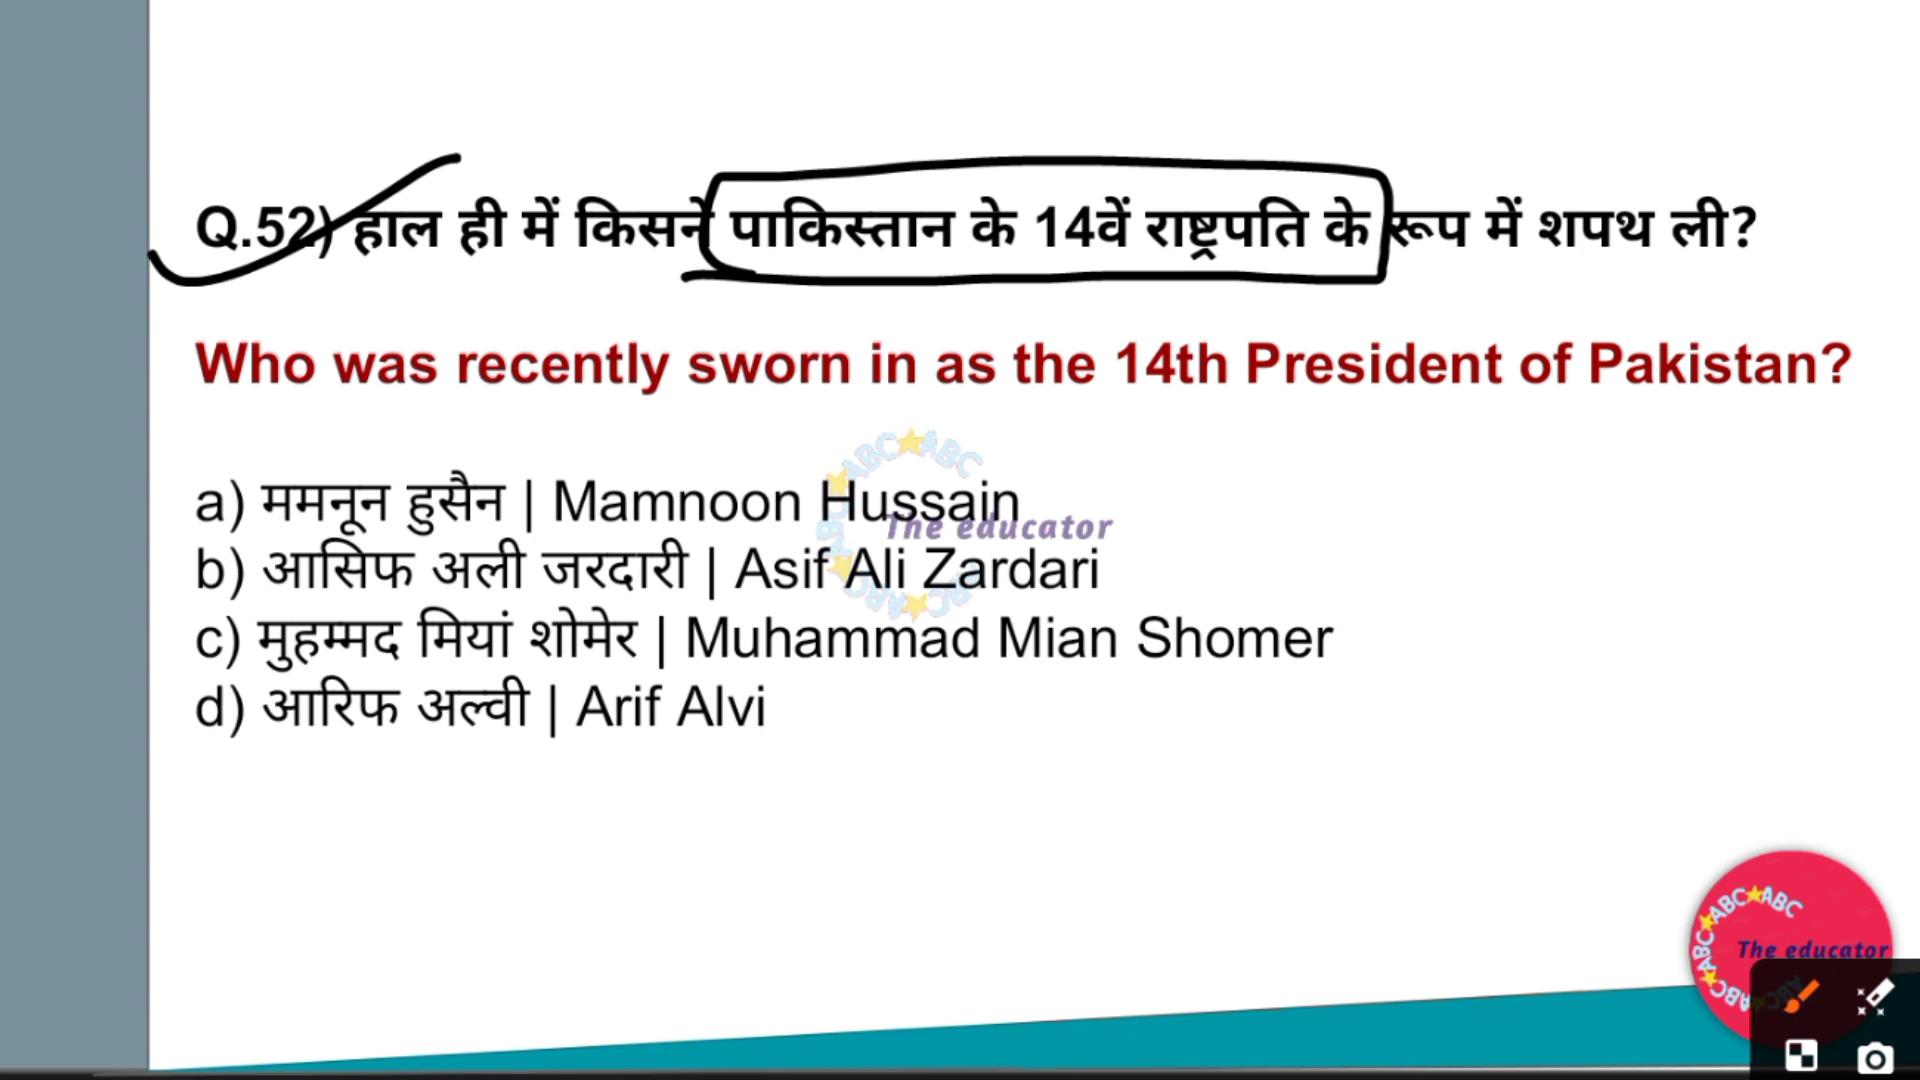 Q.52) हाल ही में किसने पाकिस्तान के 14वें राष्ट्रपति के रूप में शपथ ली?
Who was recently sworn in as the 14th President of Pakistan?
a) ममनून हुसैन | Mamnoon Hussain
The educator
b) आसिफ अली जरदारी | Asif Ali Zardari
c) मुहम्मद मियां शोमेर | Muhammad Mian Shomer
d) आरिफ अल्वी | Arif Alvi
ABC★ABC★ABC
The educator